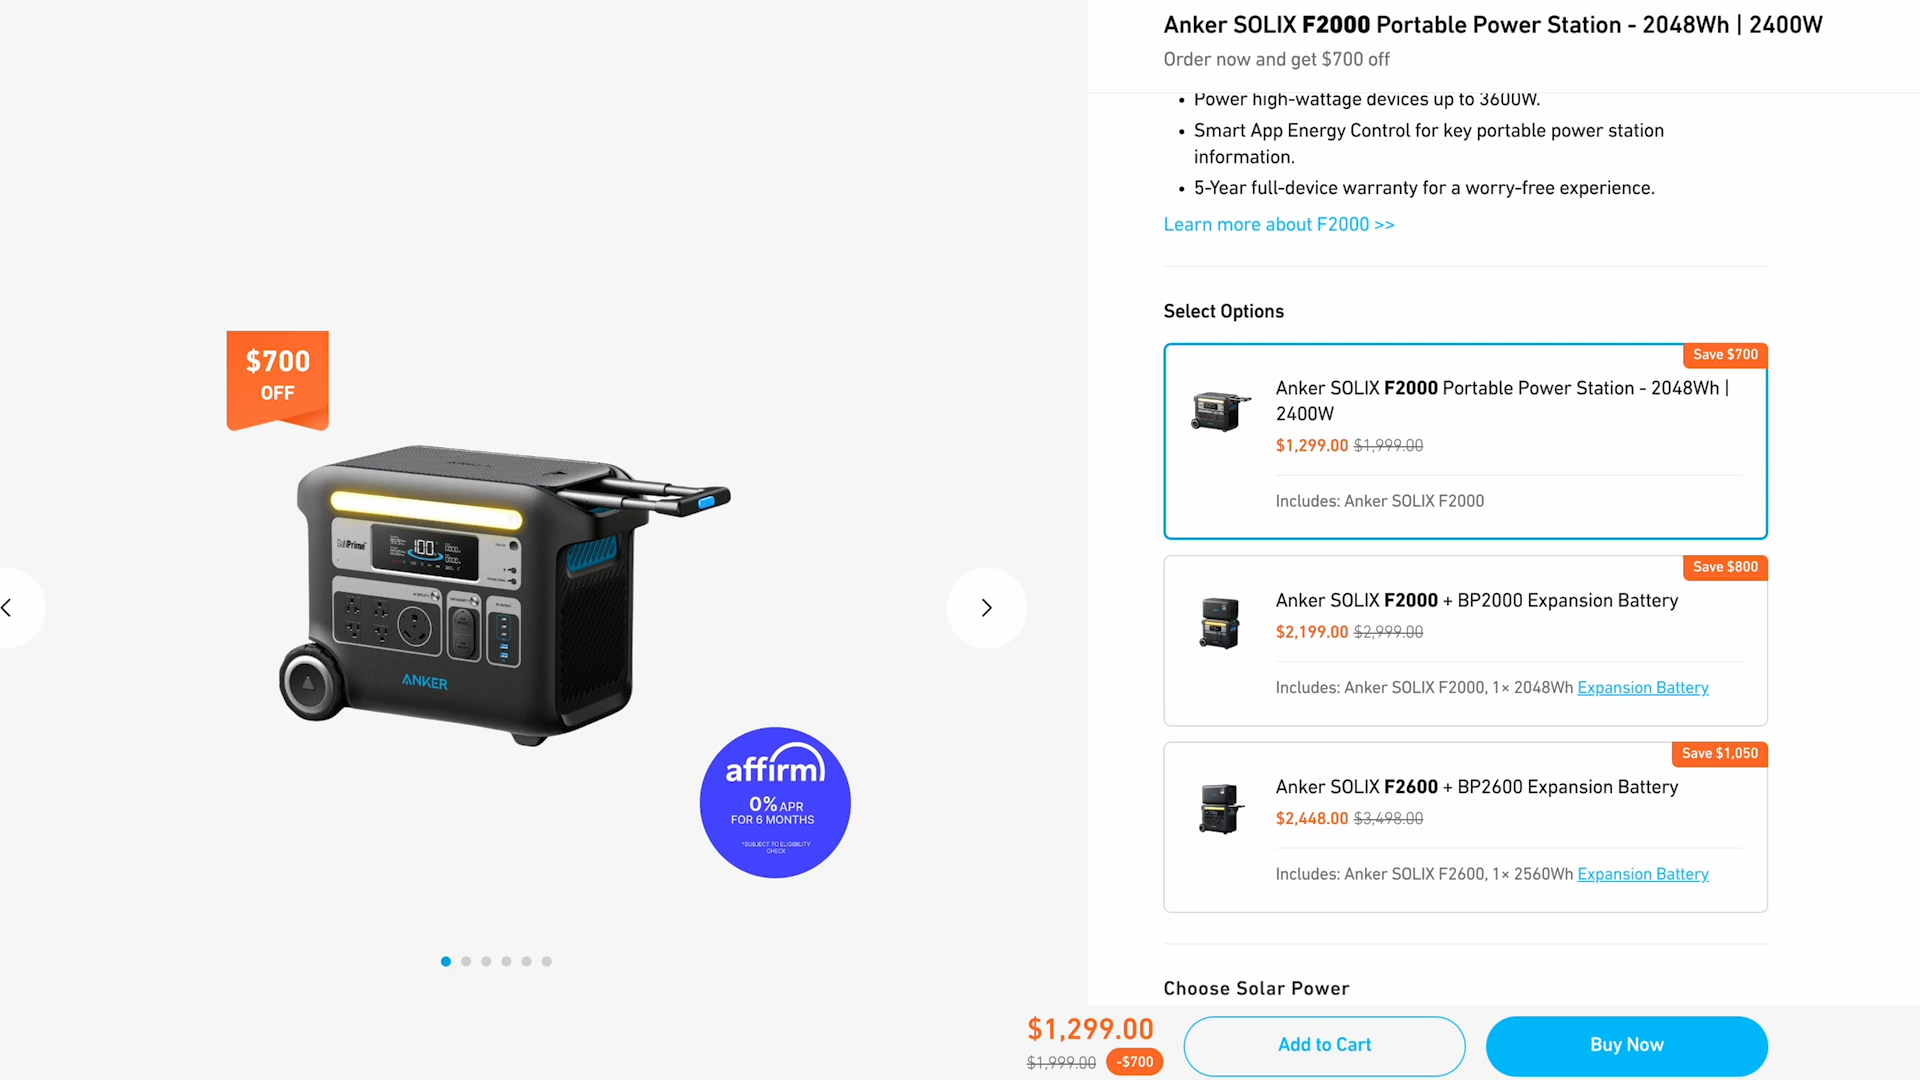 Anker SOLIX F2000 Portable Power Station - 2048Wh | 2400W
Order now and get $700 off
• Power high-wattage devices up to 3600W.
• Smart App Energy Control for key portable power station
information.
• 5-Year full-device warranty for a worry-free experience.
Learn more about F2000 >>
Select Options
Save $700
Anker SOLIX F2000 Portable Power Station - 2048Wh |
2400W
$1,299.00 $1,999.00
Includes: Anker SOLIX F2000
Save $800
Anker SOLIX F2000 + BP2000 Expansion Battery
$2,199.00 $2,999.00
Includes: Anker SOLIX F2000, 1× 2048Wh Expansion Battery
Save $1,050
Anker SOLIX F2600 + BP2600 Expansion Battery
$2,448.00 $3,498.00
Includes: Anker SOLIX F2600, 1× 2560Wh Expansion Battery
Choose Solar Power
$1,299.00
$1,999.00 -$700
Add to Cart
Buy Now
$700
OFF
GaNPrime
100
ANKER
affirm
0% APR
FOR 6 MONTHS
*SUBJECT TO ELIGIBILITY
CHECK